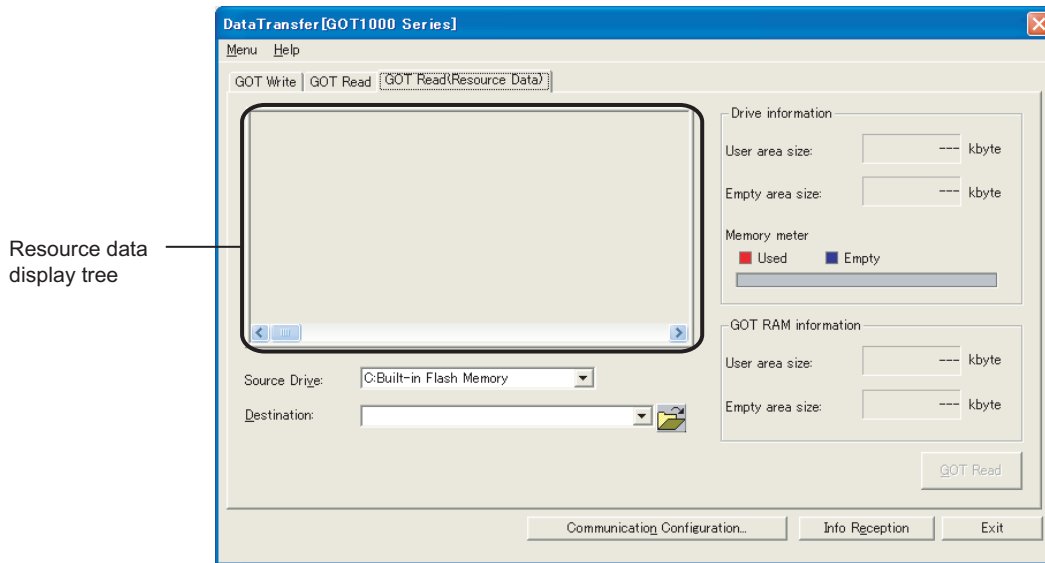 DataTransfer[GOT1000 Series]
Menu Help
GOT Write GOT Read GOT Read(Resource Data)
Resource data
display tree
Source Drive: C:Built-in Flash Memory
Destination:
Drive information
User area size: --- kbyte
Empty area size: --- kbyte
Memory meter
Used Empty
GOT RAM information
User area size: --- kbyte
Empty area size: --- kbyte
GOT Read
Communication Configuration... Info Reception Exit